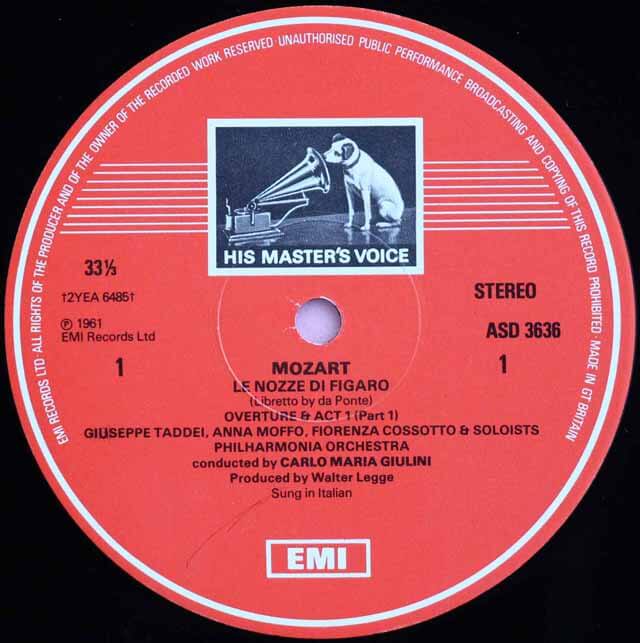 EMI RECORDS LTD · ALL RIGHTS OF THE PRODUCER AND OF THE OWNER OF THE RECORDED WORK RESERVED · UNAUTHORISED PUBLIC PERFORMANCE BROADCASTING AND COPYING OF THIS RECORD PROHIBITED · MADE IN GT BRITAIN
HIS MASTER'S VOICE
33⅓
†2YEA 6485†
STEREO
℗ 1961
EMI Records Ltd
ASD 3636
1
1
MOZART
LE NOZZE DI FIGARO
(Libretto by da Ponte)
OVERTURE & ACT 1 (Part 1)
GIUSEPPE TADDEI, ANNA MOFFO, FIORENZA COSSOTTO & SOLOISTS
PHILHARMONIA ORCHESTRA
conducted by CARLO MARIA GIULINI
Produced by Walter Legge
Sung in Italian
EMI